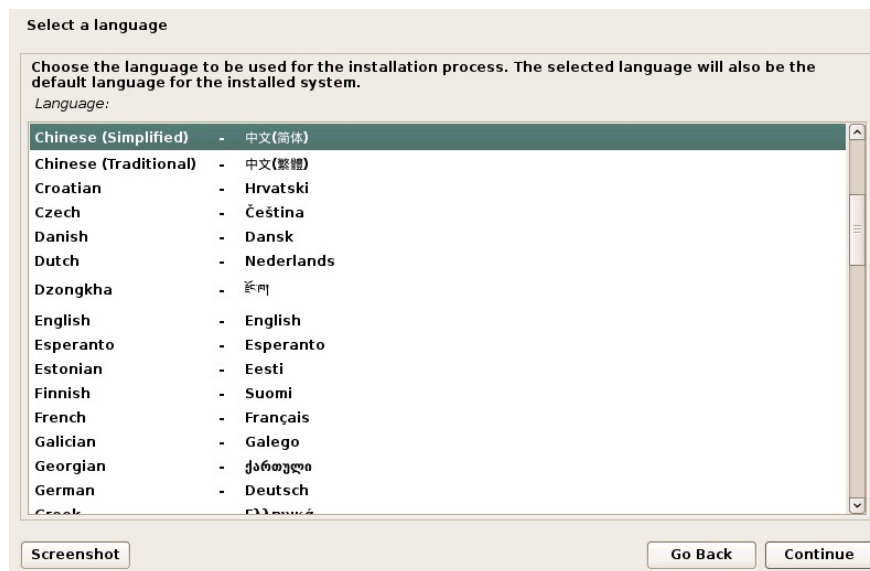 Select a language
Choose the language to be used for the installation process. The selected language will also be the
default language for the installed system.
Language:
Chinese (Simplified) - 中文(简体)
Chinese (Traditional) - 中文(繁體)
Croatian - Hrvatski
Czech - Čeština
Danish - Dansk
Dutch - Nederlands
Dzongkha - རྫོང་ཁ།
English - English
Esperanto - Esperanto
Estonian - Eesti
Finnish - Suomi
French - Français
Galician - Galego
Georgian - ქართული
German - Deutsch
Greek - Ελληνικά
Screenshot Go Back Continue